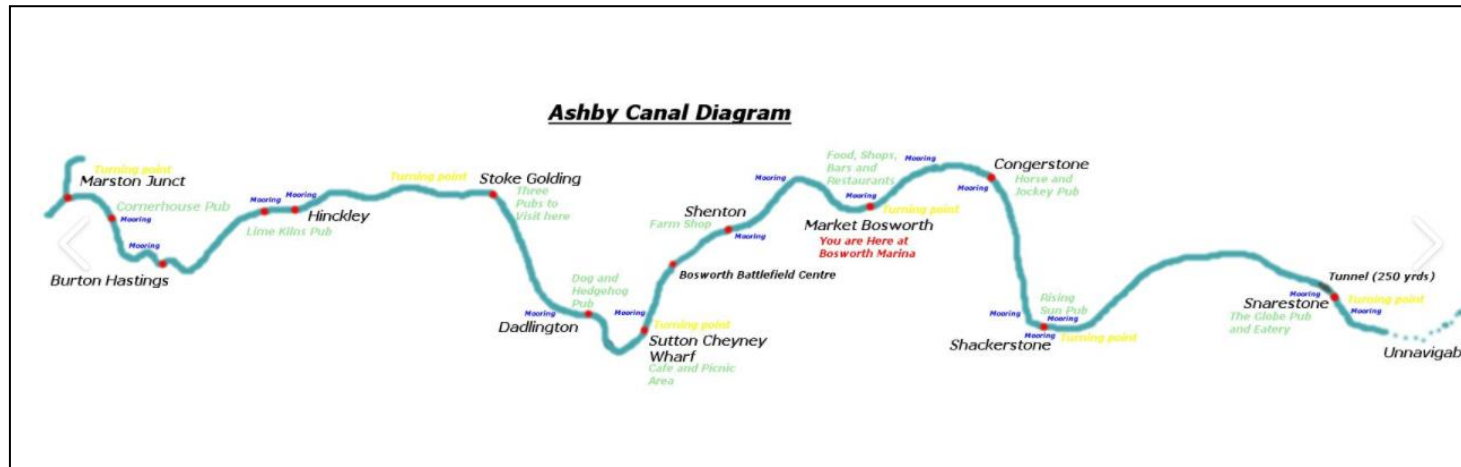 Ashby Canal Diagram
Turning point
Marston Junct
Cornerhouse Pub
Mooring
Mooring
Burton Hastings
Mooring
Mooring
Hinckley
Lime Kilns Pub
Turning point
Stoke Golding
Three
Pubs to
Visit here
Dog and
Hedgehog
Pub
Mooring
Dadlington
Mooring
Turning point
Sutton Cheyney
Wharf
Cafe and Picnic
Area
Bosworth Battlefield Centre
Farm Shop
Shenton
Mooring
Mooring
Food, Shops,
Bars and
Restaurants
Mooring
Turning point
Market Bosworth
You are Here at
Bosworth Marina
Mooring
Mooring
Congerstone
Horse and
Jockey Pub
Rising
Sun Pub
Mooring
Mooring
Mooring
Shackerstone
Turning point
Tunnel (250 yrds)
Mooring
Snarestone
Turning point
Mooring
The Globe Pub
and Eatery
Unnavigab